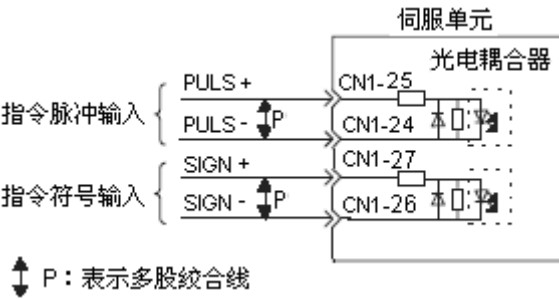 伺服单元
光电耦合器
指令脉冲输入
PULS +
CN1-25
P
PULS -
CN1-24
指令符号输入
SIGN +
CN1-27
P
SIGN -
CN1-26
P：表示多股绞合线